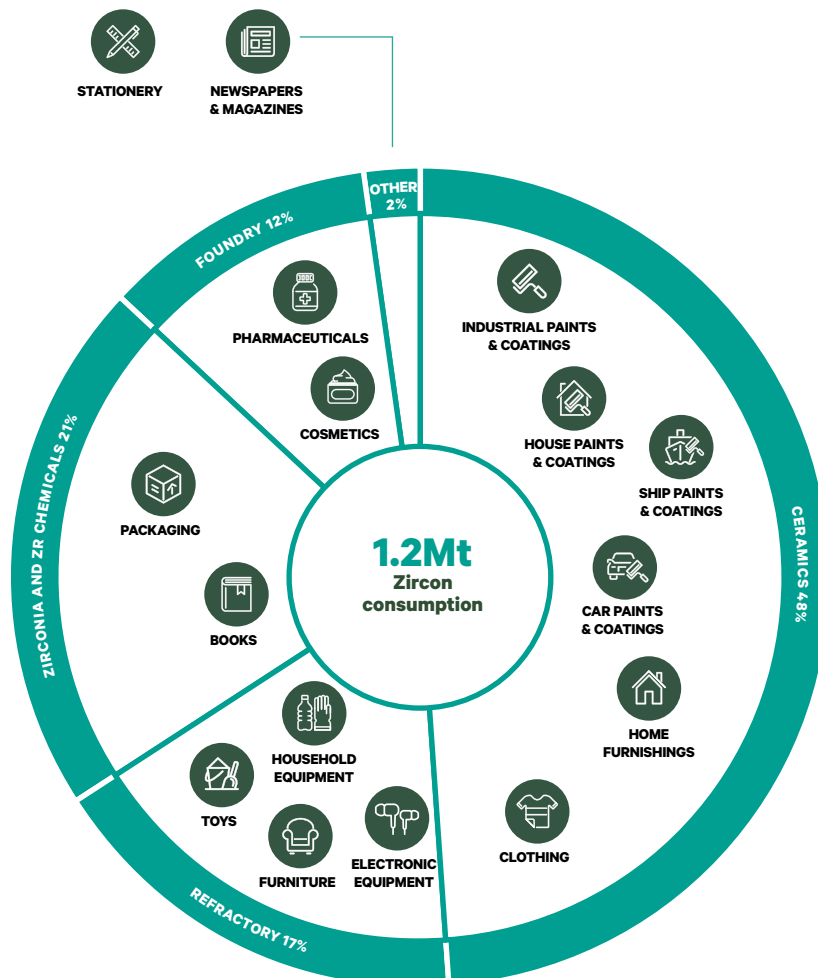 STATIONERY
NEWSPAPERS
& MAGAZINES
OTHER
2%
FOUNDRY 12%
PHARMACEUTICALS
COSMETICS
INDUSTRIAL PAINTS
& COATINGS
HOUSE PAINTS
& COATINGS
SHIP PAINTS
& COATINGS
CERAMICS 48%
ZIRCONIA AND ZR CHEMICALS 21%
PACKAGING
BOOKS
1.2Mt
Zircon
consumption
CAR PAINTS
& COATINGS
HOME
FURNISHINGS
HOUSEHOLD
EQUIPMENT
TOYS
FURNITURE
ELECTRONIC
EQUIPMENT
CLOTHING
REFRACTORY 17%